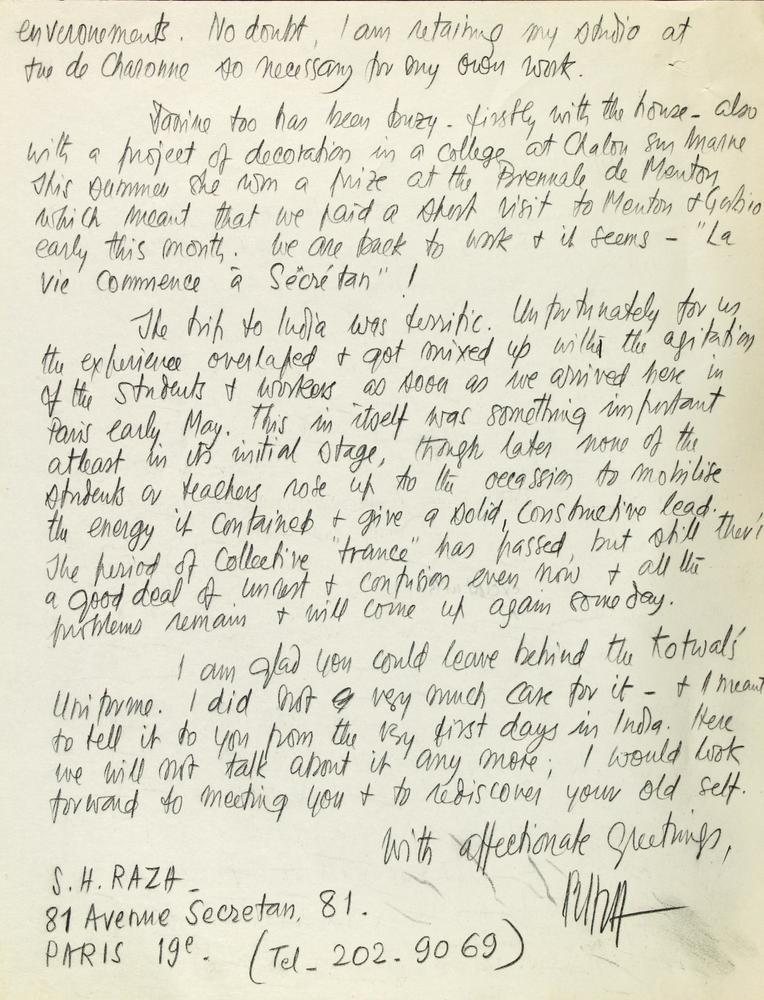 enveronements. No doubt, I am retaining my studio at
rue de Charonne so necessary for my own work.
Janine too has been buzy - firstly with the house - also
with a project of decoration in a college at Chalon sur Marne
This summer she won a prize at the Biennale de Menton,
which meant that we paid a short visit to Menton & Gorbio
early this month. We are back to work & it seems - "La
vie commence à Sécrétan" !
The trip to India was terrific. Unfortunately for us
the experience overlaped & got mixed up with the agitation
of the students & workers as soon as we arrived here in
Paris early May. This in itself was something important
atleast in its initial stage, though later none of the
students or teachers rose up to the occassion to mobilise
the energy it contained & give a solid, constructive lead.
The period of Collective "trance" has passed, but still there's
a good deal of unrest & confusion even now & all the
problems remain & will come up again some day.
I am glad you could leave behind the Kotwal's
Uniforme. I did not very much care for it - & I meant
to tell it to you from the very first days in India. Here
we will not talk about it any more; I would look
forward to meeting you & to rediscover your old self.
With affectionate greetings,
RAZA
S.H. RAZA -
81 Avenue Secretan, 81.
PARIS 19e. (Tel - 202 - 90 69)